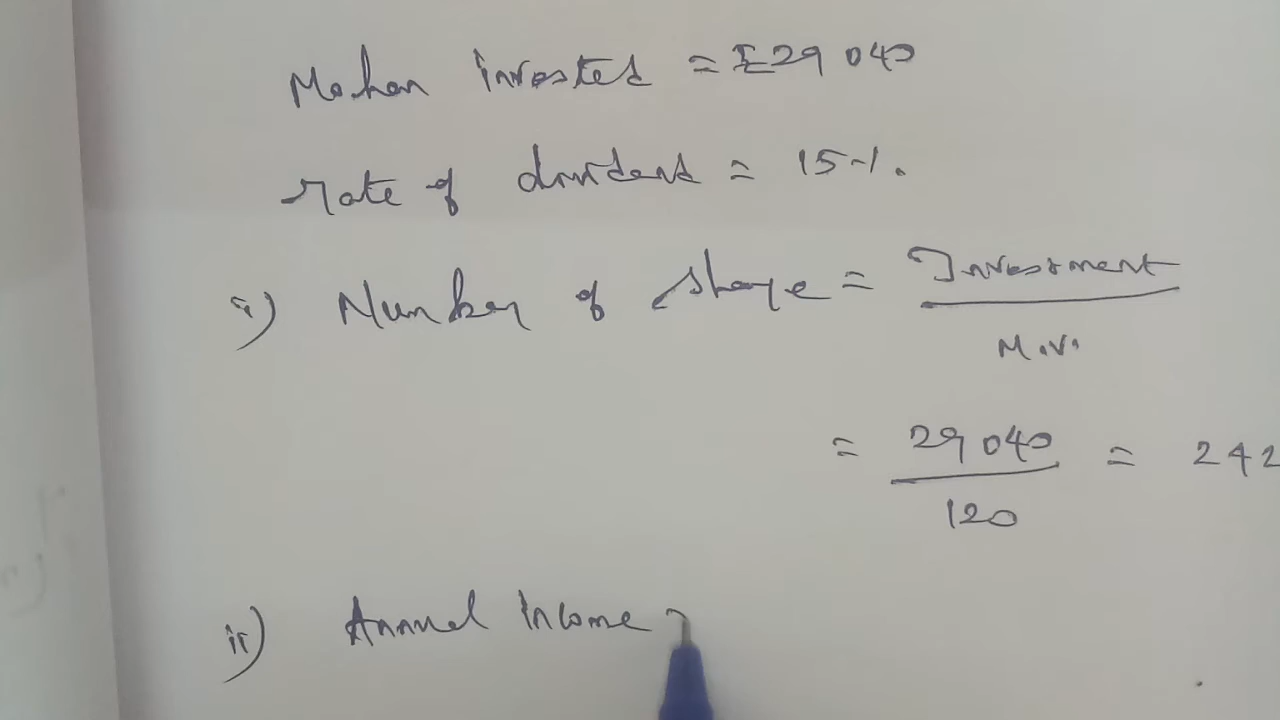 Mohan invested = ₹29 040
rate of dividend = 15%.
i) Number of share = Investment / M.V.
= 29 040 / 120 = 242
ii) Annual Income =